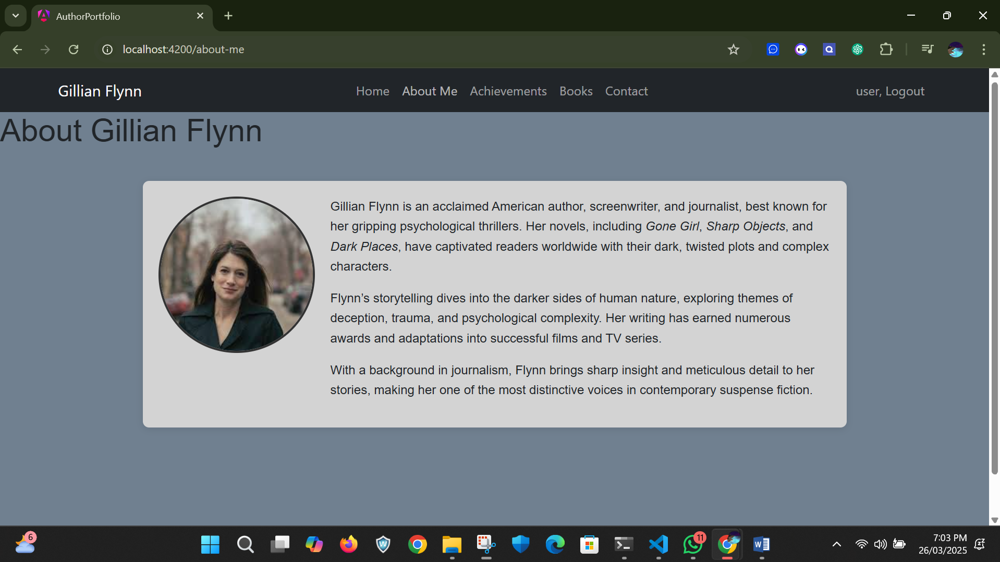 AuthorPortfolio
localhost:4200/about-me
Gillian Flynn
Home About Me Achievements Books Contact
user, Logout
About Gillian Flynn
Gillian Flynn is an acclaimed American author, screenwriter, and journalist, best known for
her gripping psychological thrillers. Her novels, including Gone Girl, Sharp Objects, and
Dark Places, have captivated readers worldwide with their dark, twisted plots and complex
characters.
Flynn’s storytelling dives into the darker sides of human nature, exploring themes of
deception, trauma, and psychological complexity. Her writing has earned numerous
awards and adaptations into successful films and TV series.
With a background in journalism, Flynn brings sharp insight and meticulous detail to her
stories, making her one of the most distinctive voices in contemporary suspense fiction.
6
11
7:03 PM
26/03/2025